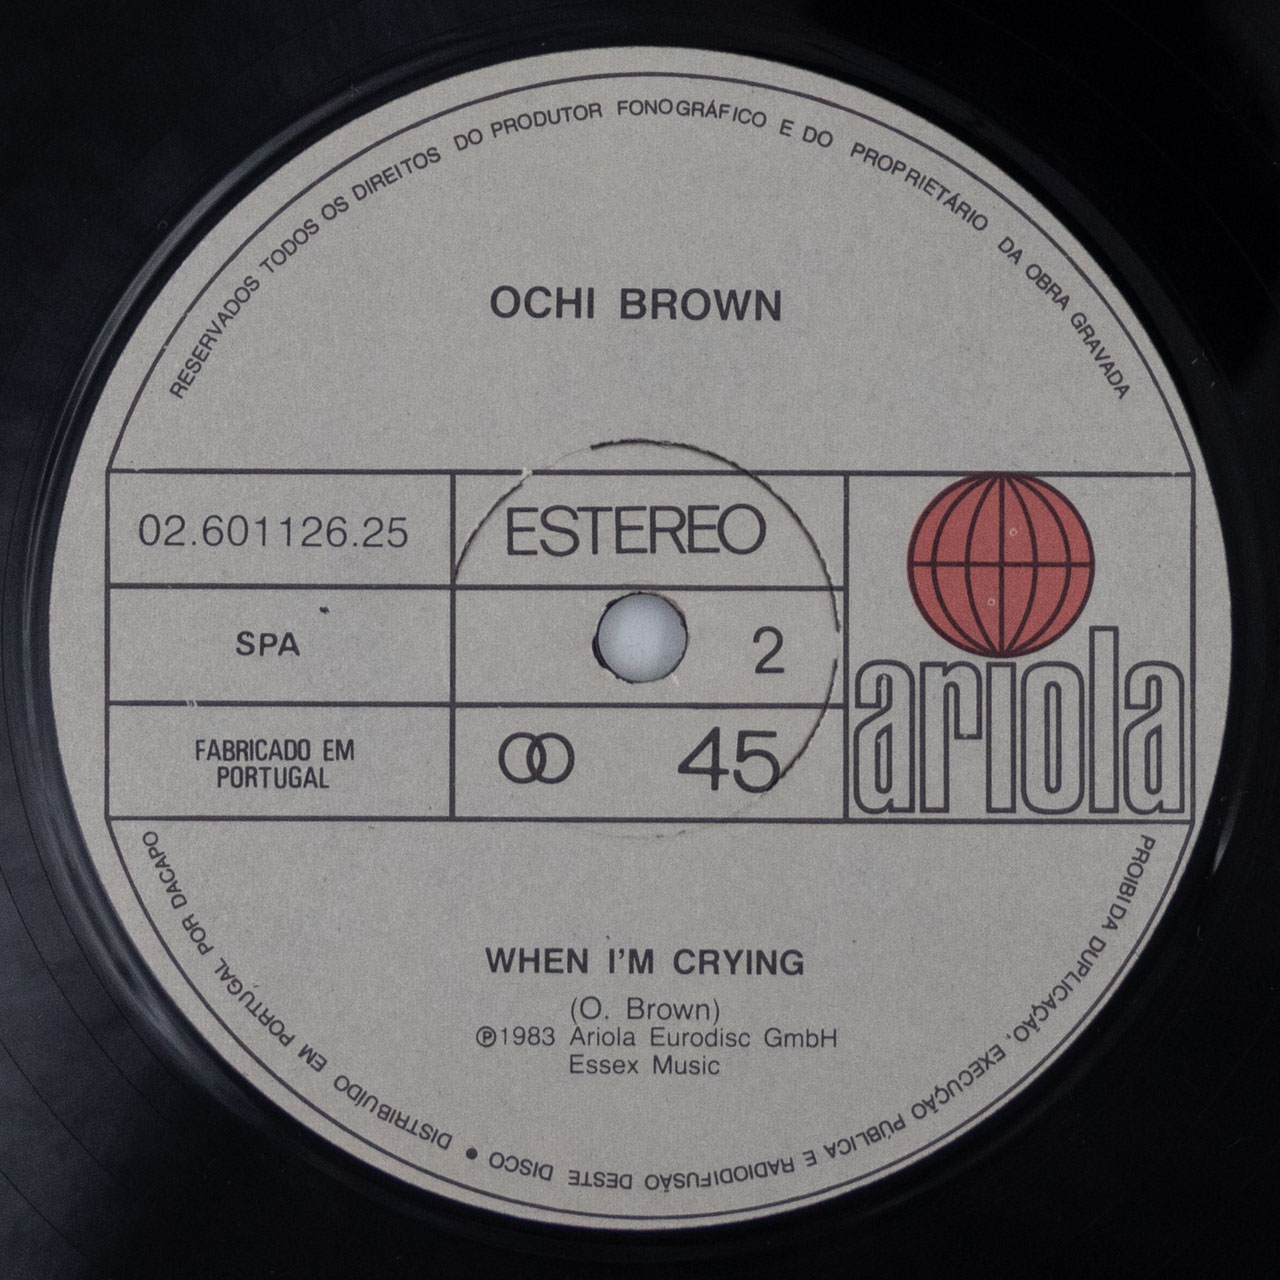 RESERVADOS TODOS OS DIREITOS DO PRODUTOR FONOGRÁFICO E DO PROPRIETÁRIO DA OBRA GRAVADA
OCHI BROWN
02.601126.25
ESTEREO
SPA
2
FABRICADO EM
PORTUGAL
45
ariola
WHEN I'M CRYING
(O. Brown)
℗1983 Ariola Eurodisc GmbH
Essex Music
PROIBIDA DUPLICAÇÃO, EXECUÇÃO PÚBLICA E RADIODIFUSÃO DESTE DISCO • DISTRIBUÍDO EM PORTUGAL POR DACAPO